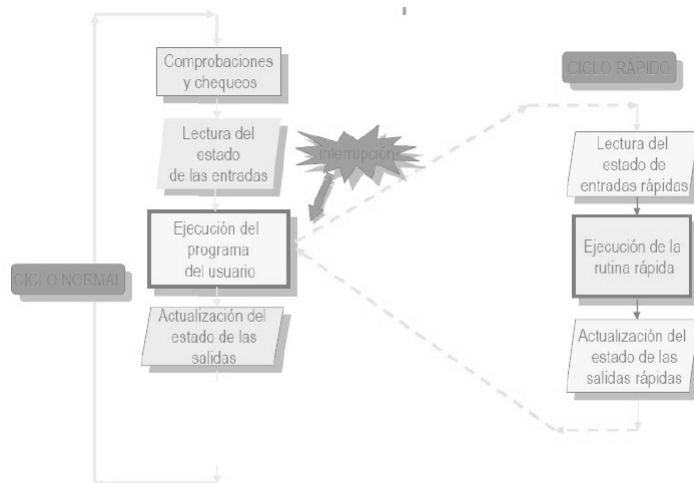 Comprobaciones
y chequeos
Lectura del
estado
de las entradas
interrupción
Ejecución del
programa
del usuario
CICLO NORMAL
Actualización del
estado de las
salidas
CICLO RÁPIDO
Lectura del
estado de
entradas rápidas
Ejecución de la
rutina rápida
Actualización del
estado de las
salidas rápidas